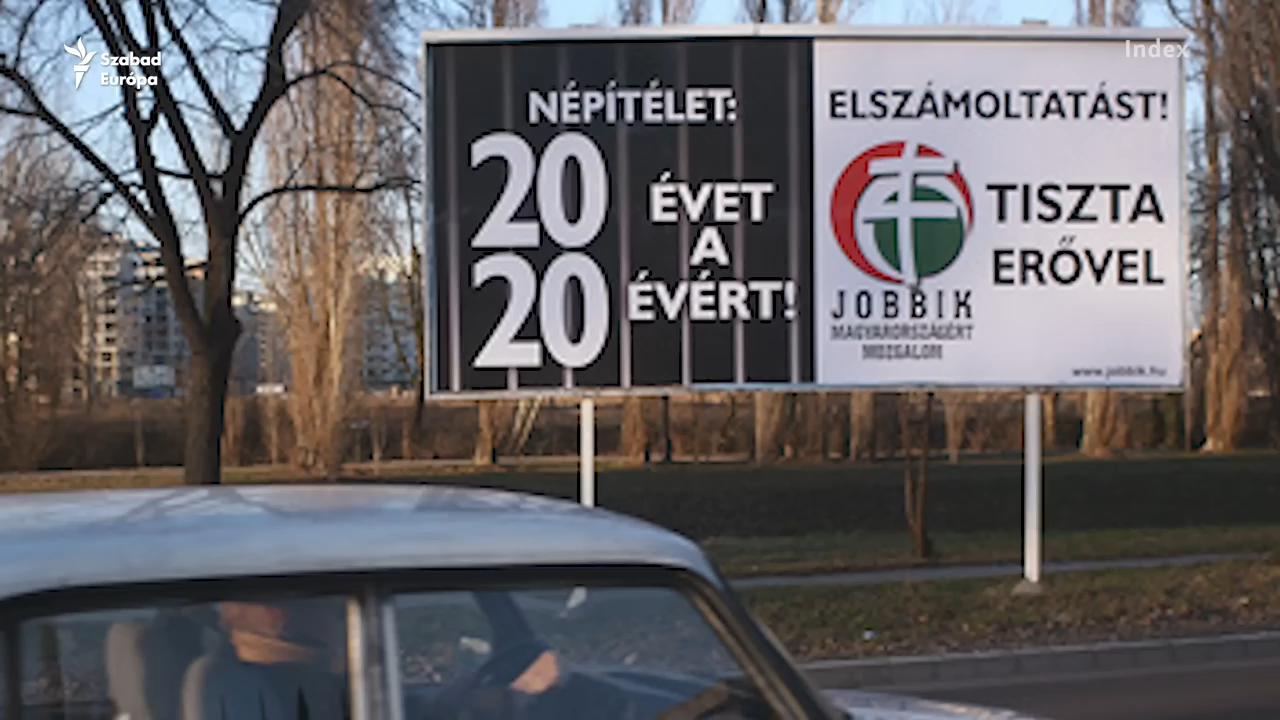 Szabad
Európa
Index
NÉPÍTÉLET:
20
ÉVET
A
20
ÉVÉRT!
ELSZÁMOLTATÁST!
TISZTA
ERŐVEL
JOBBIK
MAGYARORSZÁGÉRT
MOZGALOM
www.jobbik.hu